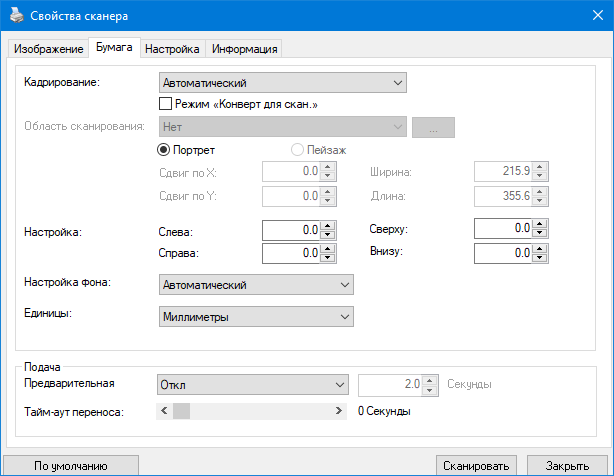 Свойства сканера
Изображение Бумага Настройка Информация
Кадрирование: Автоматический
Режим «Конверт для скан.»
Область сканирования: Нет ...
Портрет Пейзаж
Сдвиг по X: 0.0 Ширина: 215.9
Сдвиг по Y: 0.0 Длина: 355.6
Настройка: Слева: 0.0 Сверху: 0.0
Справа: 0.0 Внизу: 0.0
Настройка фона: Автоматический
Единицы: Миллиметры
Подача
Предварительная Откл 2.0 Секунды
Тайм-аут переноса: 0 Секунды
По умолчанию Сканировать Закрыть